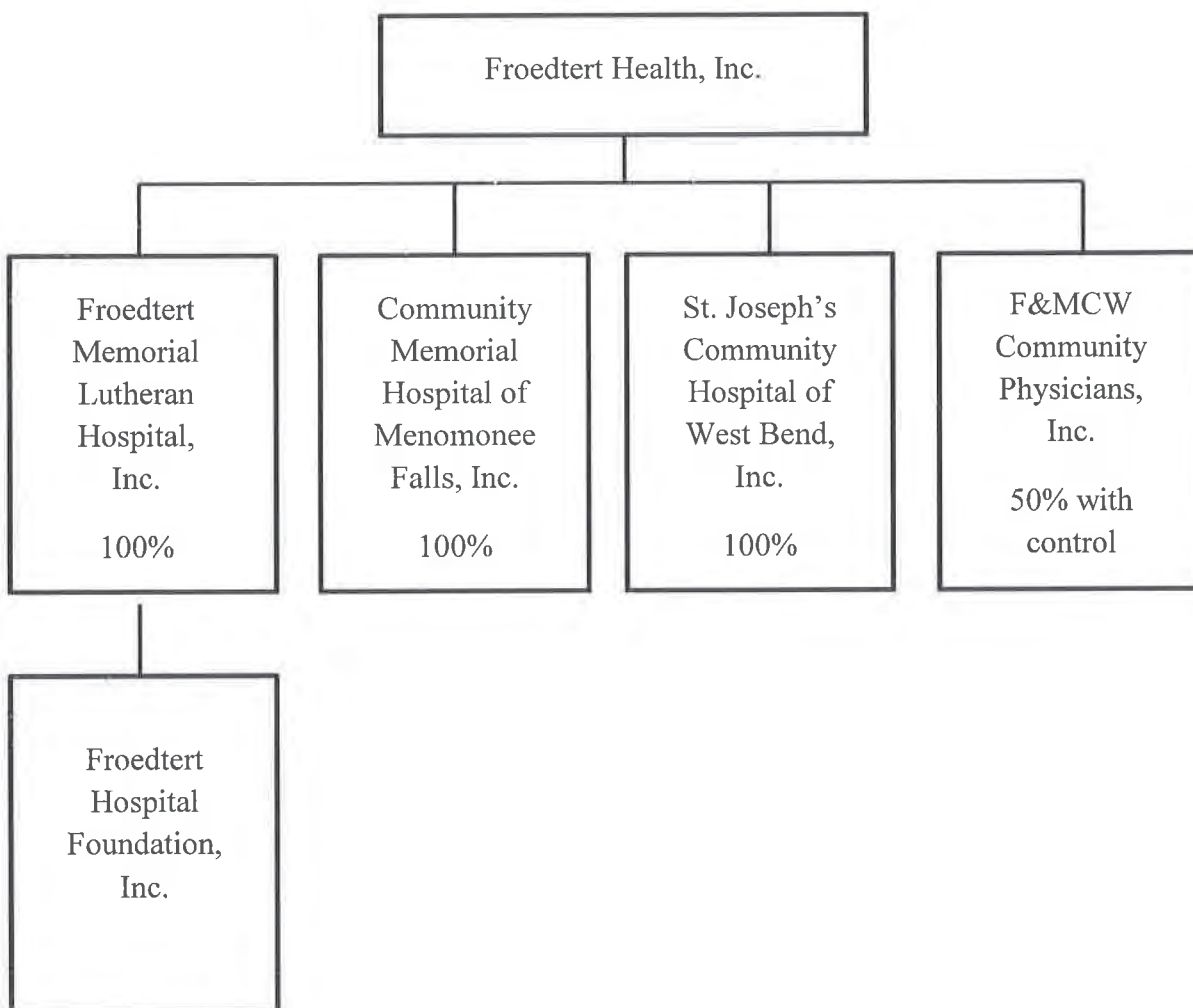 Froedtert Health, Inc.
Froedtert
Memorial
Lutheran
Hospital,
Inc.
100%
Community
Memorial
Hospital of
Menomonee
Falls, Inc.
100%
St. Joseph's
Community
Hospital of
West Bend,
Inc.
100%
F&MCW
Community
Physicians,
Inc.
50% with
control
Froedtert
Hospital
Foundation,
Inc.